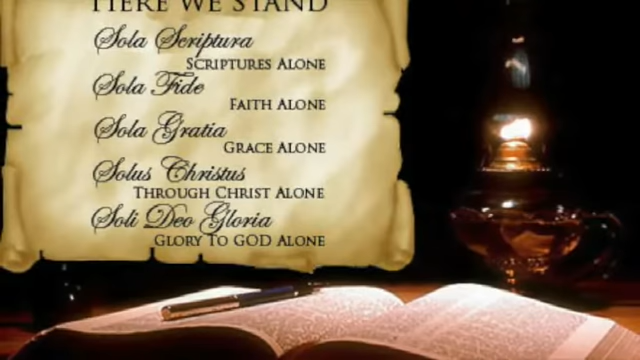 HERE WE STAND
Sola Scriptura
SCRIPTURES ALONE
Sola Fide
FAITH ALONE
Sola Gratia
GRACE ALONE
Solus Christus
THROUGH CHRIST ALONE
Soli Deo Gloria
GLORY TO GOD ALONE